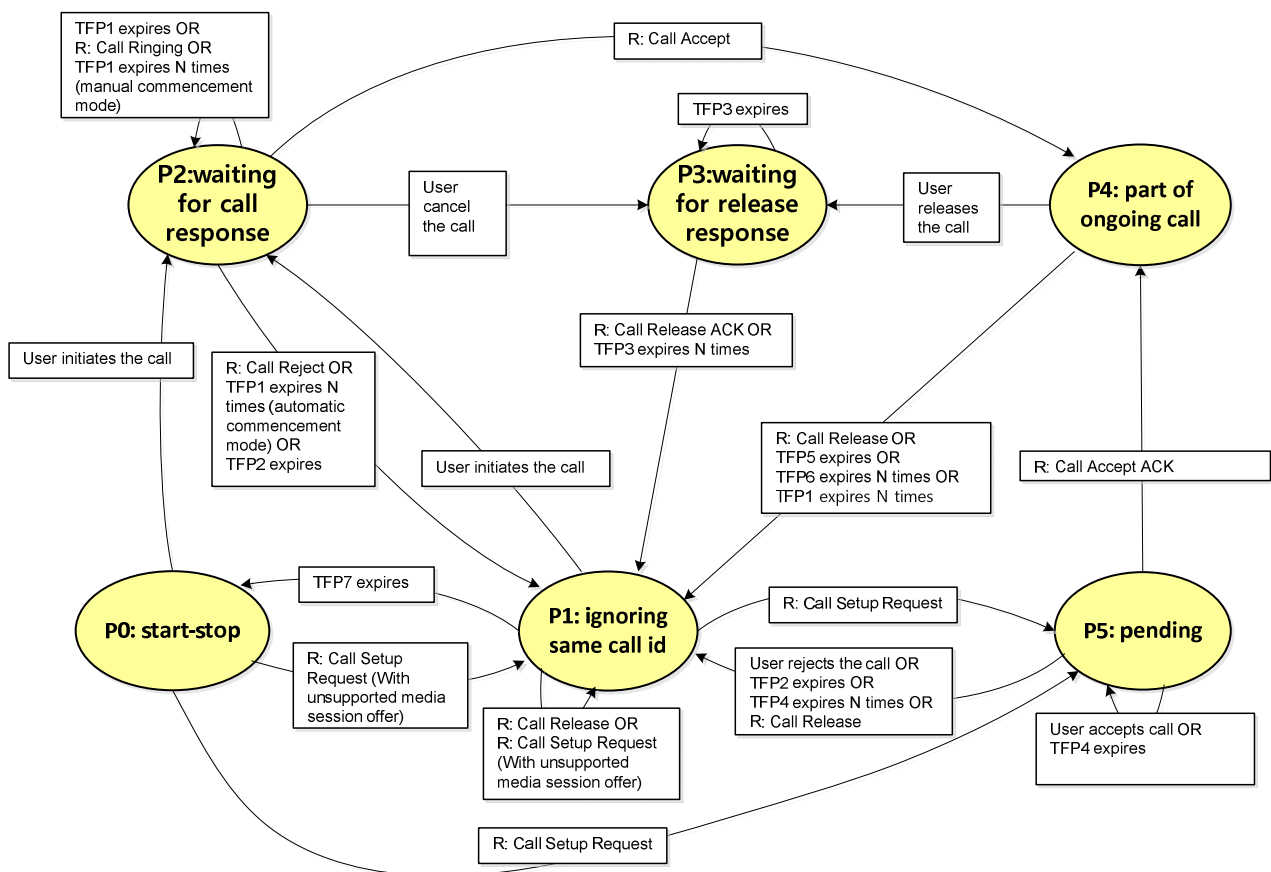 TFP1 expires OR
R: Call Ringing OR
TFP1 expires N times
(manual commencement
mode)
R: Call Accept
TFP3 expires
P2:waiting
for call
response
User
cancel
the call
P3:waiting
for release
response
User
releases
the call
P4: part of
ongoing call
User initiates the call
R: Call Reject OR
TFP1 expires N
times (automatic
commencement
mode) OR
TFP2 expires
User initiates the call
R: Call Release ACK OR
TFP3 expires N times
R: Call Release OR
TFP5 expires OR
TFP6 expires N times OR
TFP1 expires N times
R: Call Accept ACK
P0: start-stop
TFP7 expires
R: Call Setup
Request (With
unsupported media
session offer)
P1: ignoring
same call id
R: Call Setup Request
P5: pending
User rejects the call OR
TFP2 expires OR
TFP4 expires N times OR
R: Call Release
R: Call Release OR
R: Call Setup Request
(With unsupported
media session offer)
User accepts call OR
TFP4 expires
R: Call Setup Request